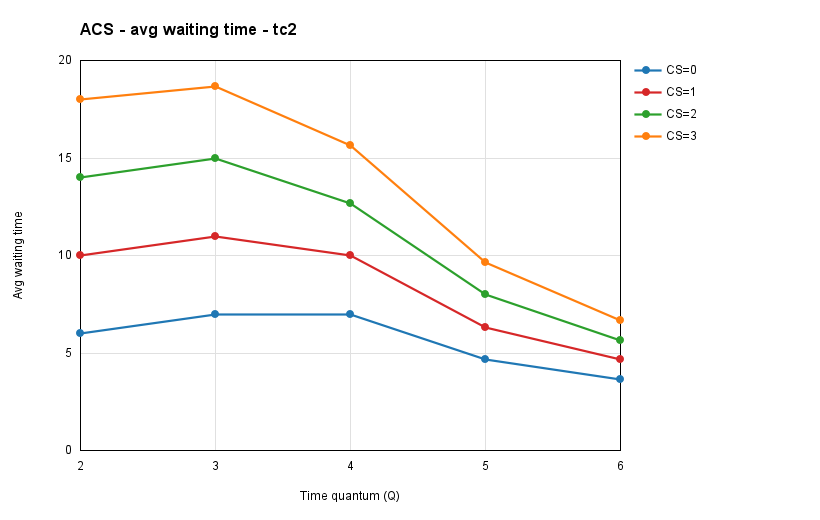 ACS - avg waiting time - tc2
20
15
10
5
0
2 3 4 5 6
Avg waiting time
Time quantum (Q)
CS=0
CS=1
CS=2
CS=3